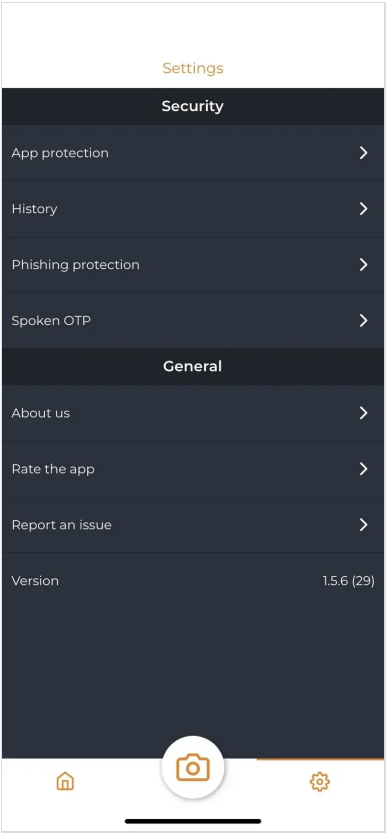 Settings
Security
App protection
History
Phishing protection
Spoken OTP
General
About us
Rate the app
Report an issue
Version 1.5.6 (29)